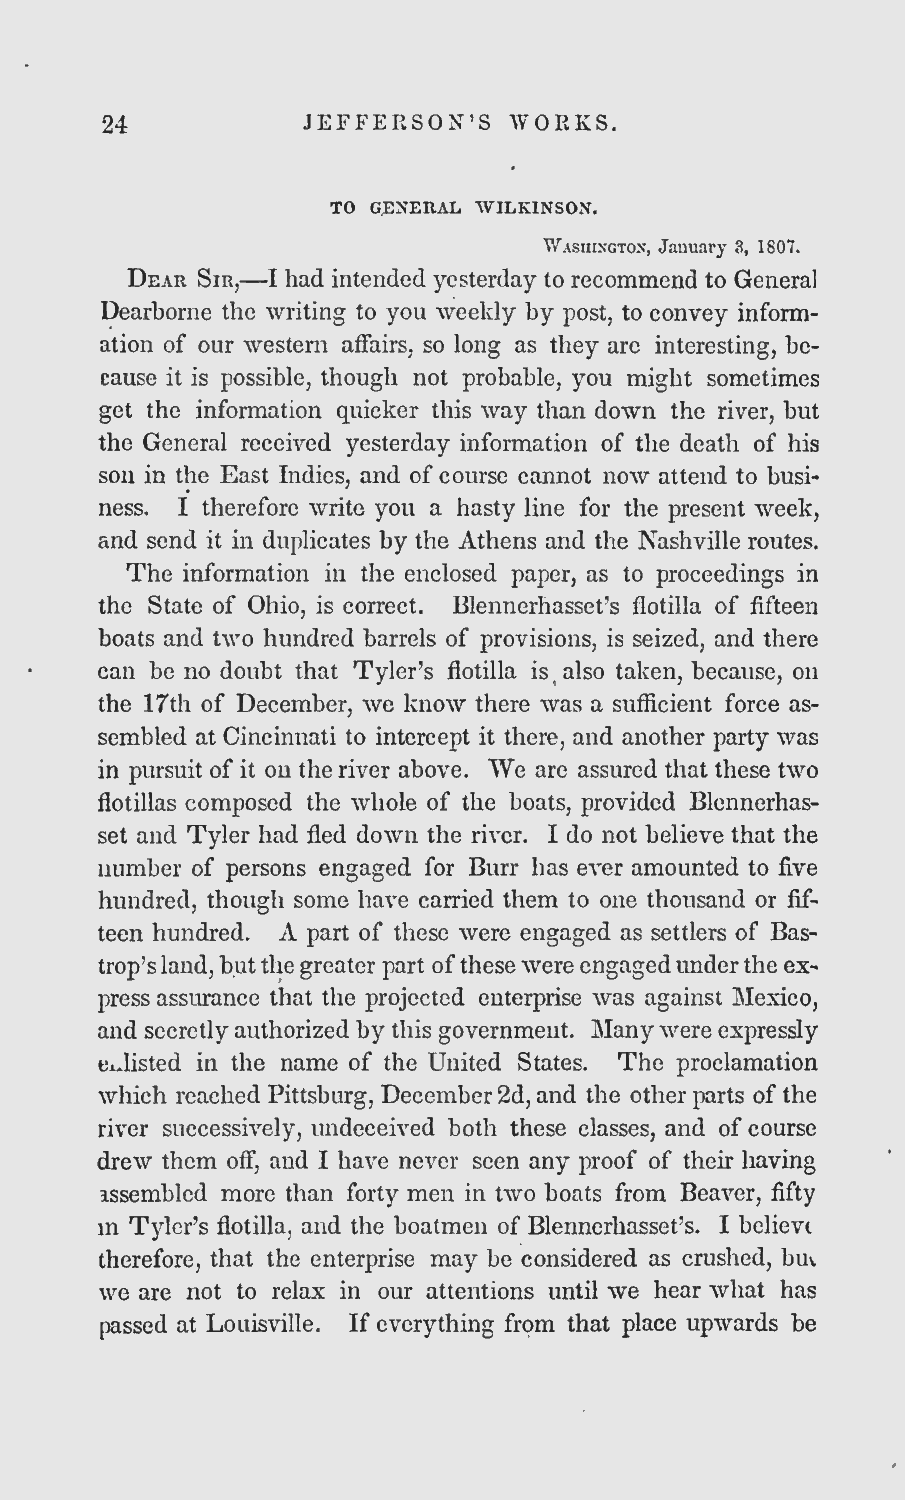 24 JEFFERSON'S WORKS.
TO GENERAL WILKINSON.
WASHINGTON, January 3, 1807.
DEAR SIR,—I had intended yesterday to recommend to General
Dearborne the writing to you weekly by post, to convey inform-
ation of our western affairs, so long as they are interesting, be-
cause it is possible, though not probable, you might sometimes
get the information quicker this way than down the river, but
the General received yesterday information of the death of his
son in the East Indies, and of course cannot now attend to busi-
ness. I therefore write you a hasty line for the present week,
and send it in duplicates by the Athens and the Nashville routes.
The information in the enclosed paper, as to proceedings in
the State of Ohio, is correct. Blennerhasset's flotilla of fifteen
boats and two hundred barrels of provisions, is seized, and there
can be no doubt that Tyler's flotilla is also taken, because, on
the 17th of December, we know there was a sufficient force as-
sembled at Cincinnati to intercept it there, and another party was
in pursuit of it on the river above. We are assured that these two
flotillas composed the whole of the boats, provided Blennerhas-
set and Tyler had fled down the river. I do not believe that the
number of persons engaged for Burr has ever amounted to five
hundred, though some have carried them to one thousand or fif-
teen hundred. A part of these were engaged as settlers of Bas-
trop's land, but the greater part of these were engaged under the ex-
press assurance that the projected enterprise was against Mexico,
and secretly authorized by this government. Many were expressly
enlisted in the name of the United States. The proclamation
which reached Pittsburg, December 2d, and the other parts of the
river successively, undeceived both these classes, and of course
drew them off, and I have never seen any proof of their having
assembled more than forty men in two boats from Beaver, fifty
in Tyler's flotilla, and the boatmen of Blennerhasset's. I believe
therefore, that the enterprise may be considered as crushed, but
we are not to relax in our attentions until we hear what has
passed at Louisville. If everything from that place upwards be